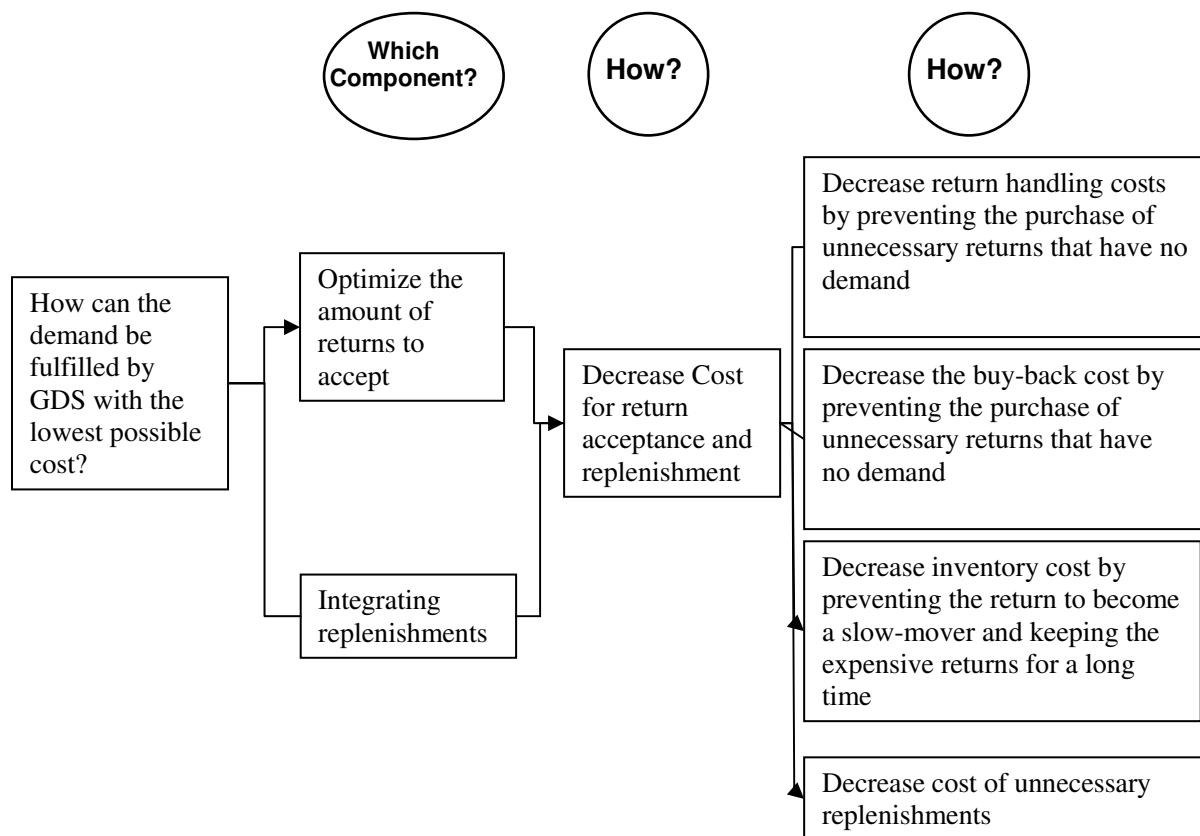 Which
Component?
How?
How?
How can the
demand be
fulfilled by
GDS with the
lowest possible
cost?
Optimize the
amount of
returns to
accept
Integrating
replenishments
Decrease Cost
for return
acceptance and
replenishment
Decrease return handling costs
by preventing the purchase of
unnecessary returns that have no
demand
Decrease the buy-back cost by
preventing the purchase of
unnecessary returns that have
no demand
Decrease inventory cost by
preventing the return to become
a slow-mover and keeping the
expensive returns for a long
time
Decrease cost of unnecessary
replenishments